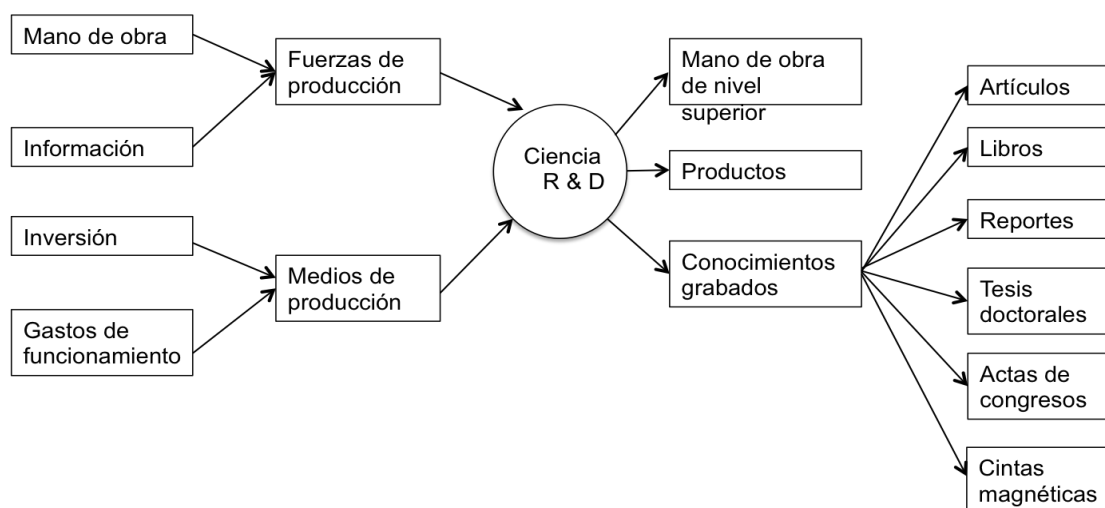 Mano de obra
Información
Inversión
Gastos de
funcionamiento
Fuerzas de
producción
Medios de
producción
Ciencia
R & D
Mano de obra
de nivel
superior
Productos
Conocimientos
grabados
Artículos
Libros
Reportes
Tesis
doctorales
Actas de
congresos
Cintas
magnéticas